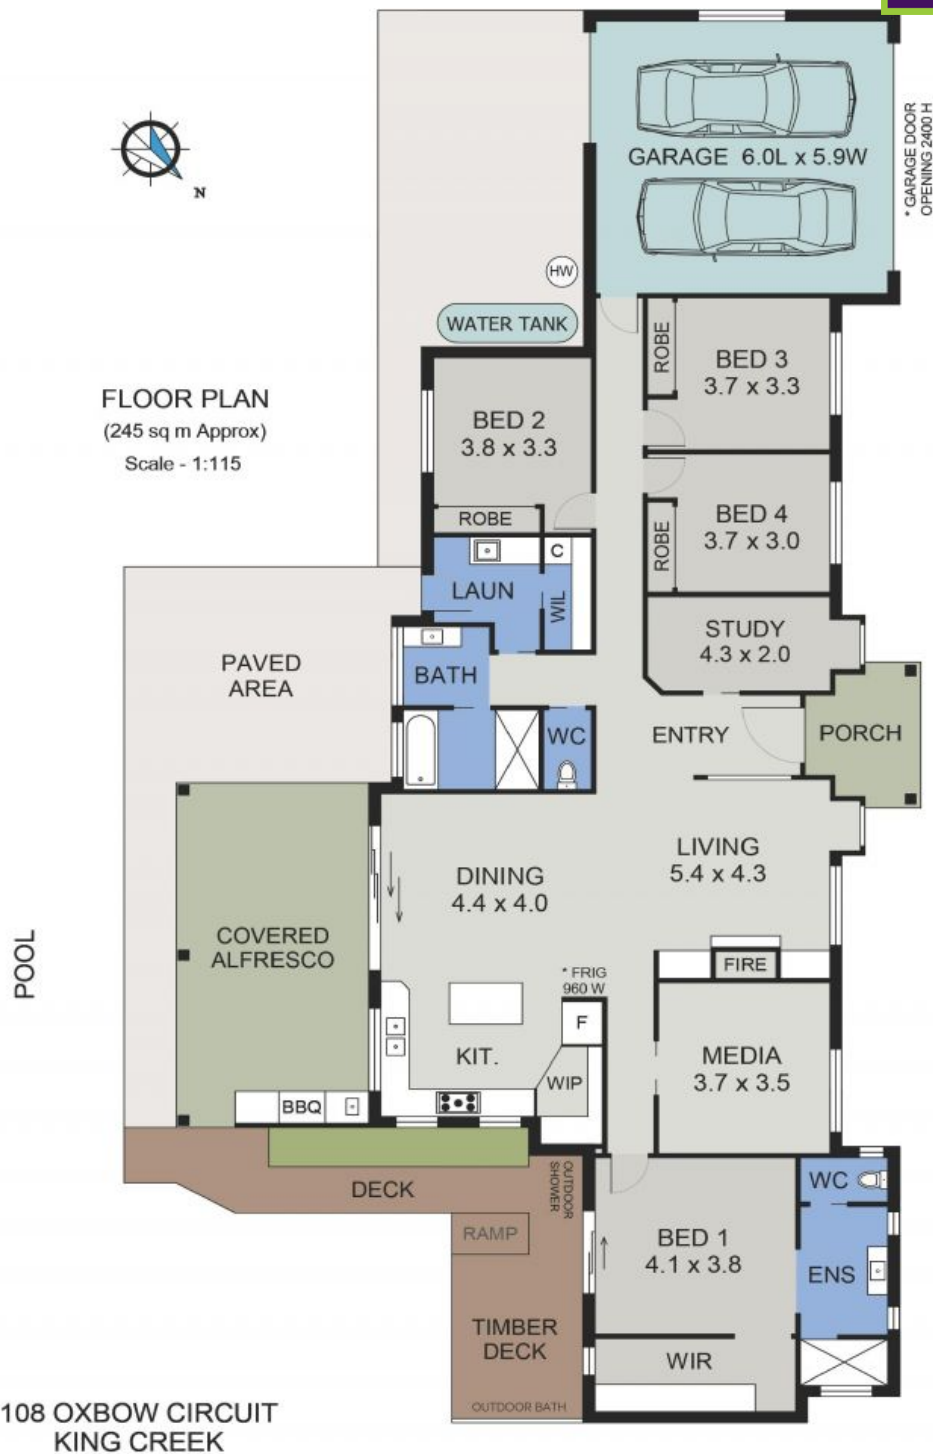 GARAGE 6.0L x 5.9W
* GARAGE DOOR
OPENING 2400 H
N
HW
WATER TANK
FLOOR PLAN
(245 sq m Approx)
Scale - 1:115
BED 2
3.8 x 3.3
ROBE
ROBE
BED 3
3.7 x 3.3
BED 4
3.7 x 3.0
ROBE
C
LAUN
WIL
STUDY
4.3 x 2.0
PAVED
AREA
BATH
WC
ENTRY
PORCH
LIVING
5.4 x 4.3
DINING
4.4 x 4.0
COVERED
ALFRESCO
POOL
FIRE
* FRIG
960 W
F
KIT.
WIP
MEDIA
3.7 x 3.5
BBQ
DECK
OUTDOOR
SHOWER
WC
RAMP
BED 1
4.1 x 3.8
ENS
TIMBER
DECK
WIR
OUTDOOR BATH
108 OXBOW CIRCUIT
KING CREEK